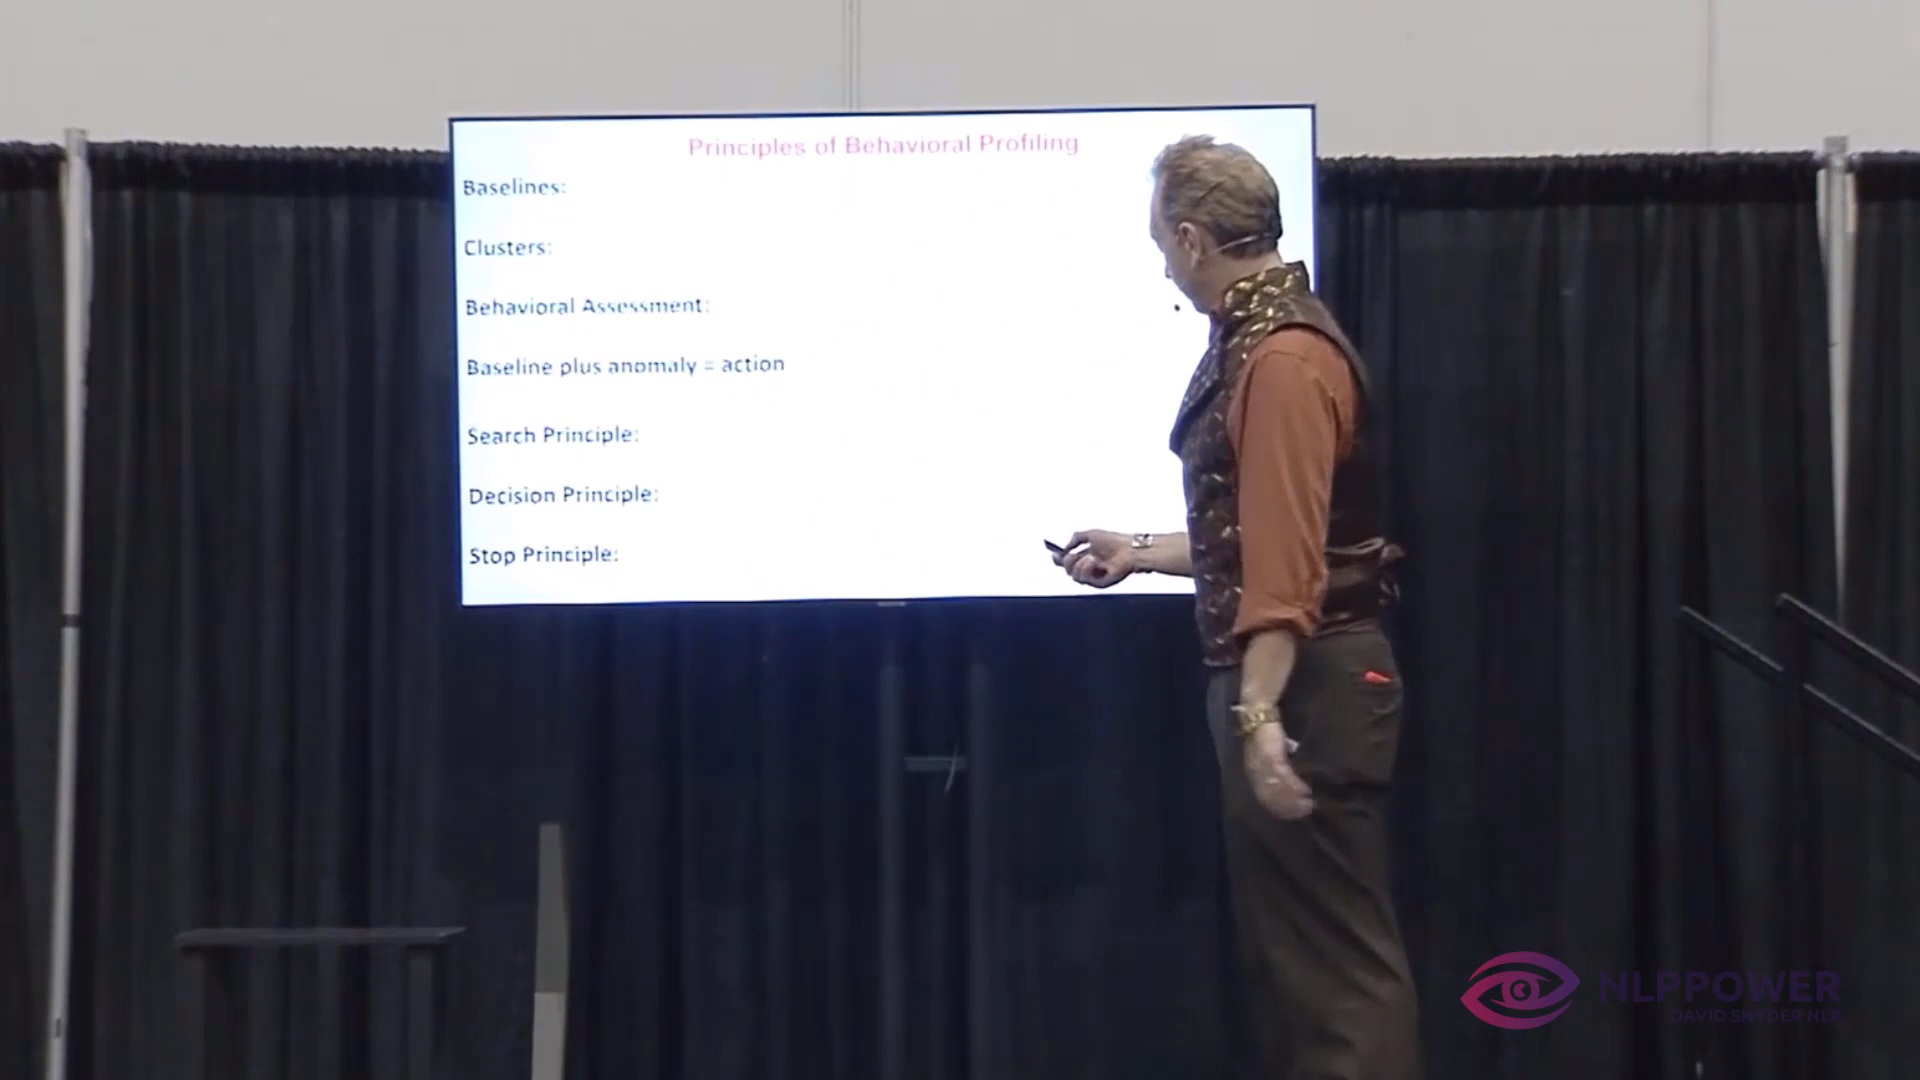 Principles of Behavioral Profiling
Baselines:
Clusters:
Behavioral Assessment:
Baseline plus anomaly = action
Search Principle:
Decision Principle:
Stop Principle:
NLPPOWER
DAVID SNYDER NLP